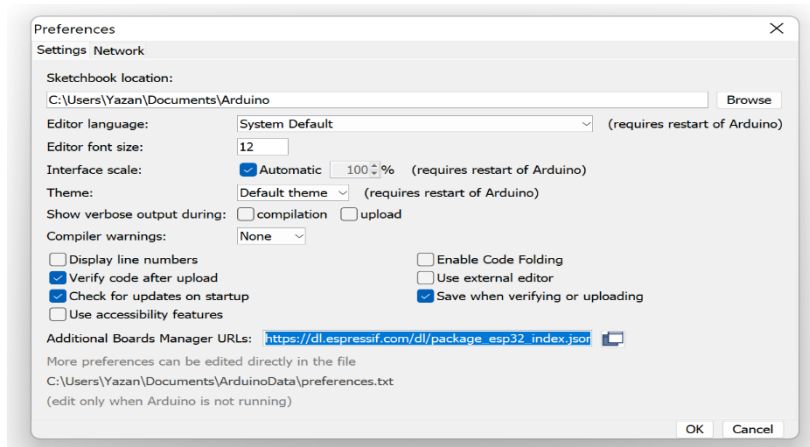 Preferences
Settings Network
Sketchbook location:
C:\Users\Yazan\Documents\Arduino Browse
Editor language: System Default (requires restart of Arduino)
Editor font size: 12
Interface scale: Automatic 100 % (requires restart of Arduino)
Theme: Default theme (requires restart of Arduino)
Show verbose output during: compilation upload
Compiler warnings: None
Display line numbers Enable Code Folding
Verify code after upload Use external editor
Check for updates on startup Save when verifying or uploading
Use accessibility features
Additional Boards Manager URLs: https://dl.espressif.com/dl/package_esp32_index.json
More preferences can be edited directly in the file
C:\Users\Yazan\Documents\ArduinoData\preferences.txt
(edit only when Arduino is not running)
OK Cancel